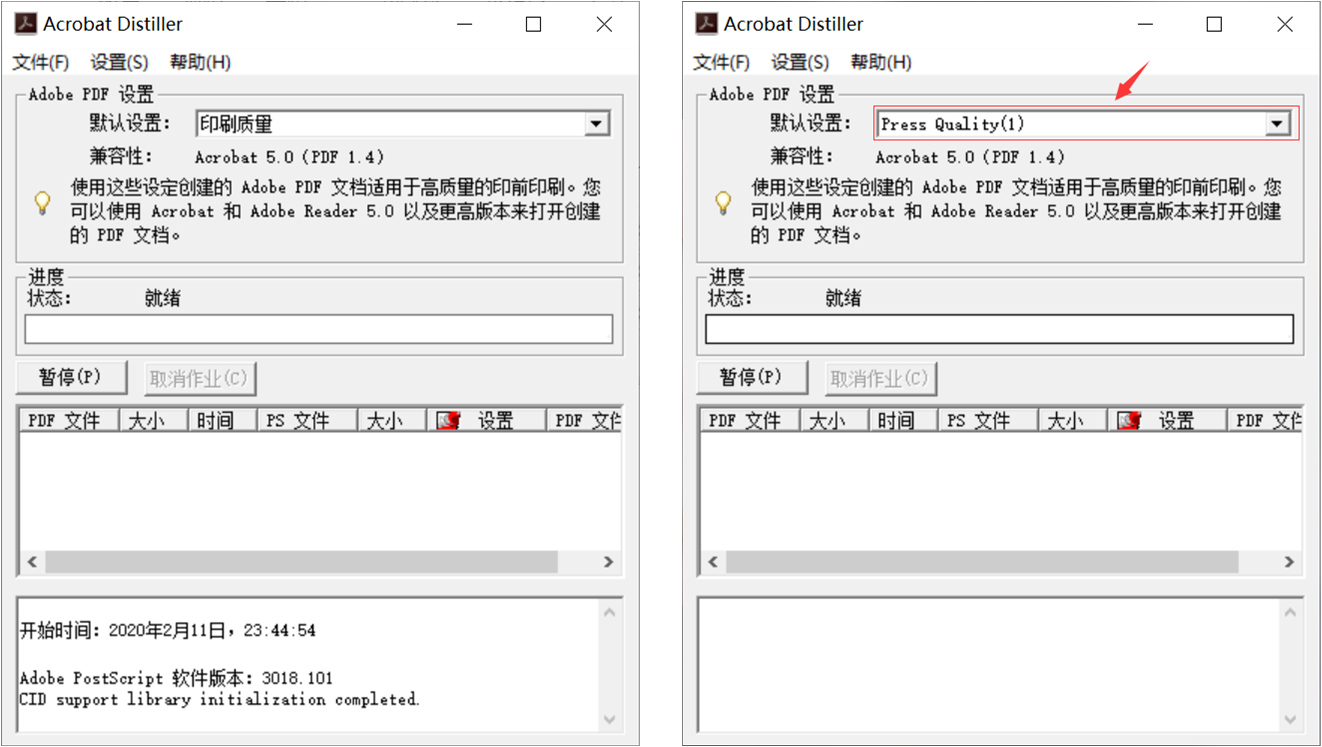 Acrobat Distiller
文件(F) 设置(S) 帮助(H)
Adobe PDF 设置
默认设置: 印刷质量
兼容性: Acrobat 5.0 (PDF 1.4)
使用这些设定创建的 Adobe PDF 文档适用于高质量的印前印刷。您
可以使用 Acrobat 和 Adobe Reader 5.0 以及更高版本来打开创建
的 PDF 文档。
进度
状态: 就绪
暂停(P) 取消作业(C)
PDF 文件 大小 时间 PS 文件 大小 设置 PDF 文件
开始时间: 2020年2月11日, 23:44:54
Adobe PostScript 软件版本: 3018.101
CID support library initialization completed.
Acrobat Distiller
文件(F) 设置(S) 帮助(H)
Adobe PDF 设置
默认设置: Press Quality(1)
兼容性: Acrobat 5.0 (PDF 1.4)
使用这些设定创建的 Adobe PDF 文档适用于高质量的印前印刷。您
可以使用 Acrobat 和 Adobe Reader 5.0 以及更高版本来打开创建
的 PDF 文档。
进度
状态: 就绪
暂停(P) 取消作业(C)
PDF 文件 大小 时间 PS 文件 大小 设置 PDF 文件